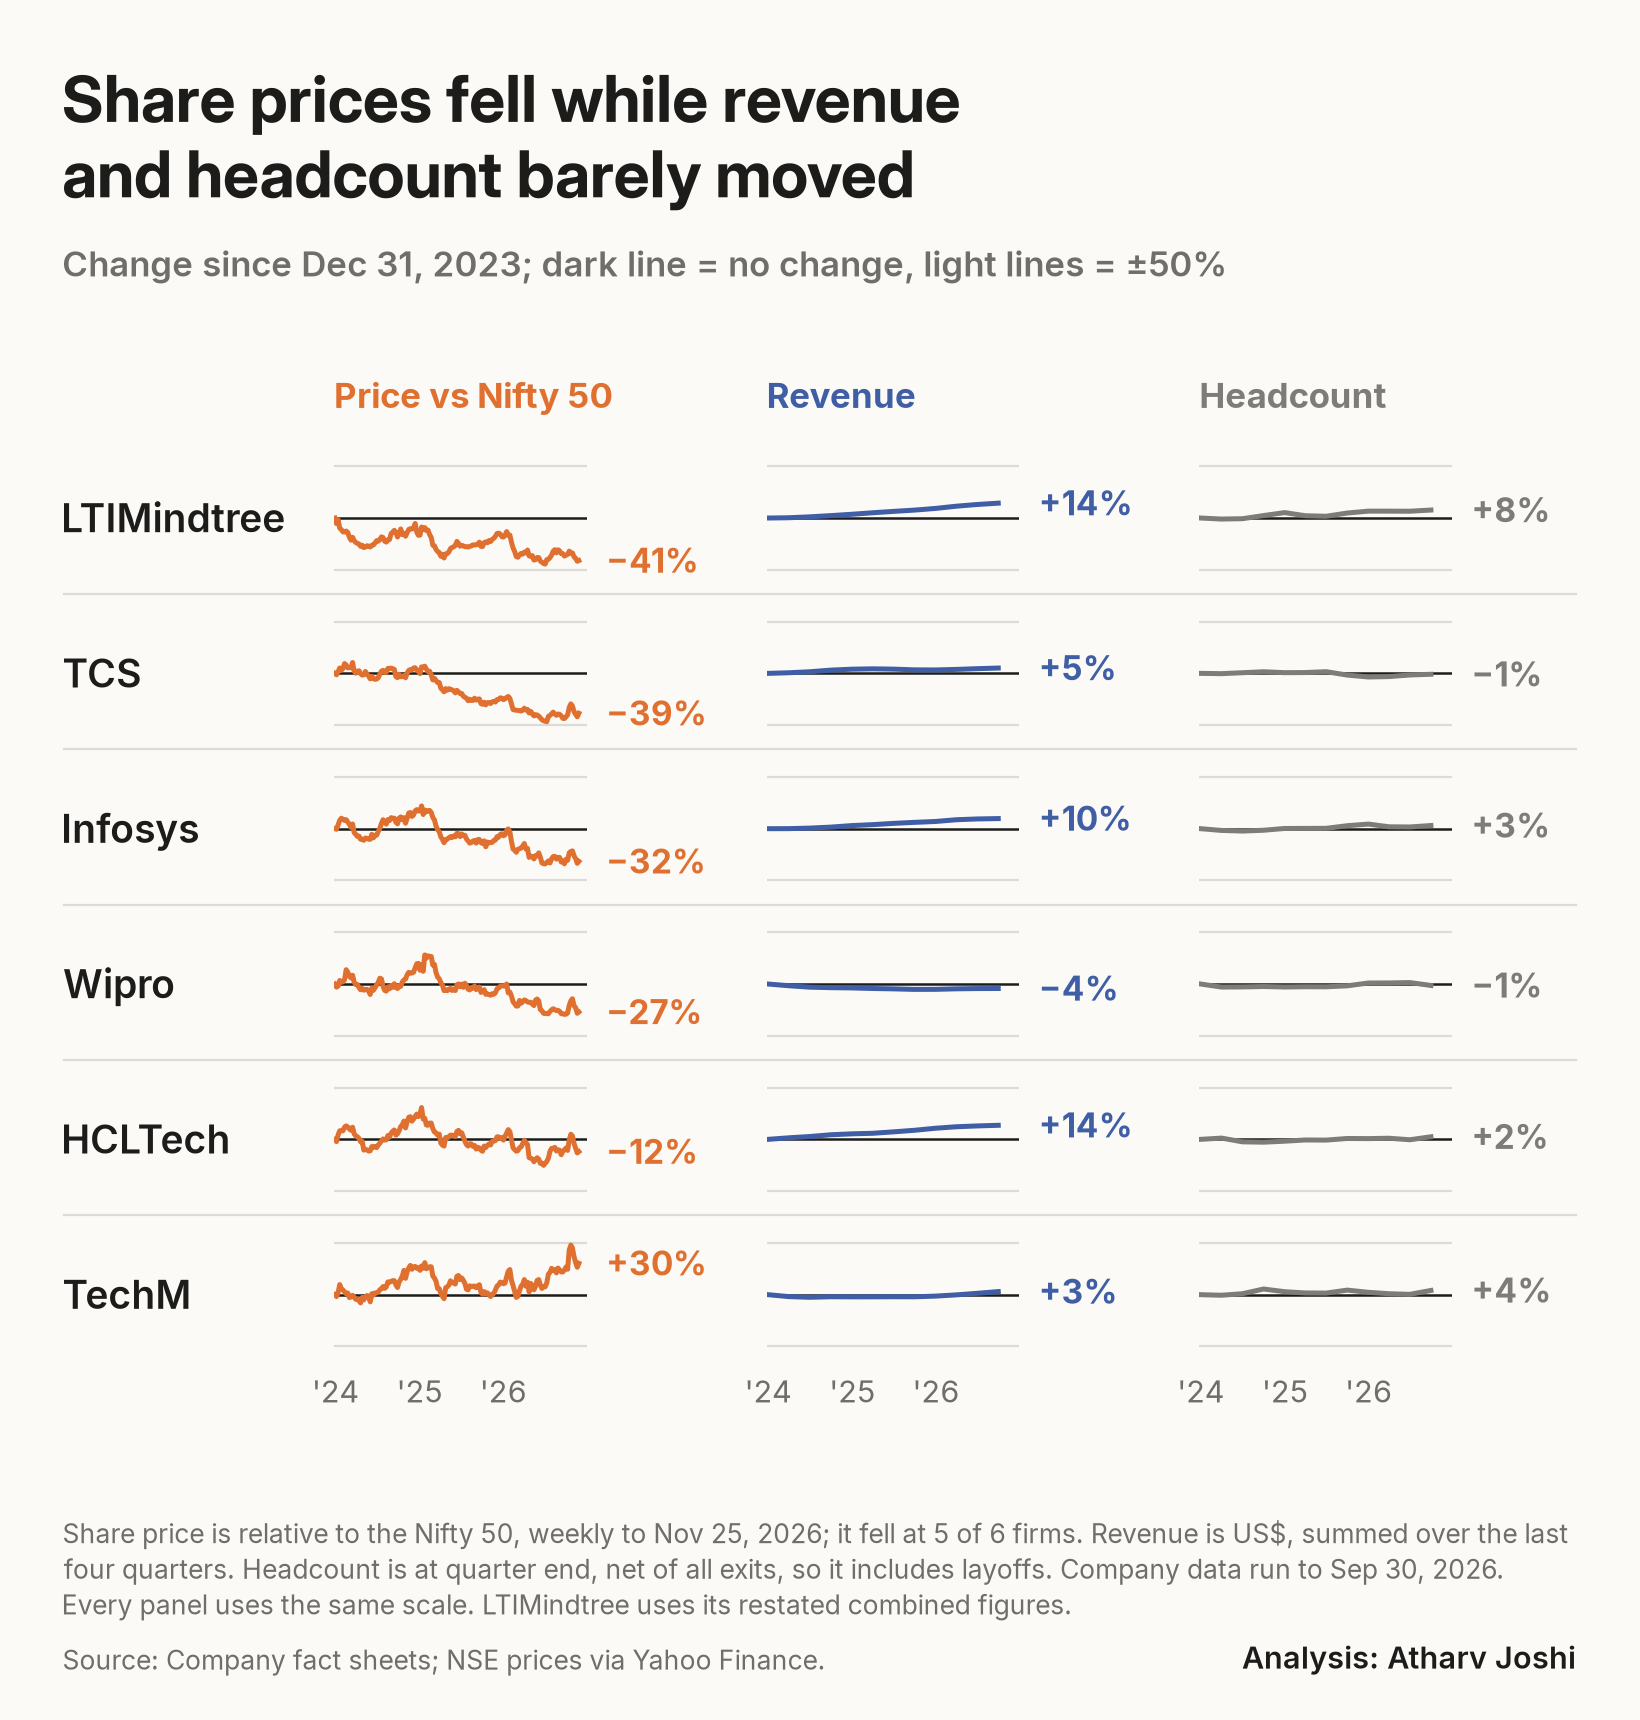 Share prices fell while revenue
and headcount barely moved
Change since Dec 31, 2023; dark line = no change, light lines = ±50%
Price vs Nifty 50 Revenue Headcount
LTIMindtree −41% +14% +8%
TCS −39% +5% −1%
Infosys −32% +10% +3%
Wipro −27% −4% −1%
HCLTech −12% +14% +2%
TechM +30% +3% +4%
'24 '25 '26 '24 '25 '26 '24 '25 '26
Share price is relative to the Nifty 50, weekly to Nov 25, 2026; it fell at 5 of 6 firms. Revenue is US$, summed over the last
four quarters. Headcount is at quarter end, net of all exits, so it includes layoffs. Company data run to Sep 30, 2026.
Every panel uses the same scale. LTIMindtree uses its restated combined figures.
Source: Company fact sheets; NSE prices via Yahoo Finance.
Analysis: Atharv Joshi